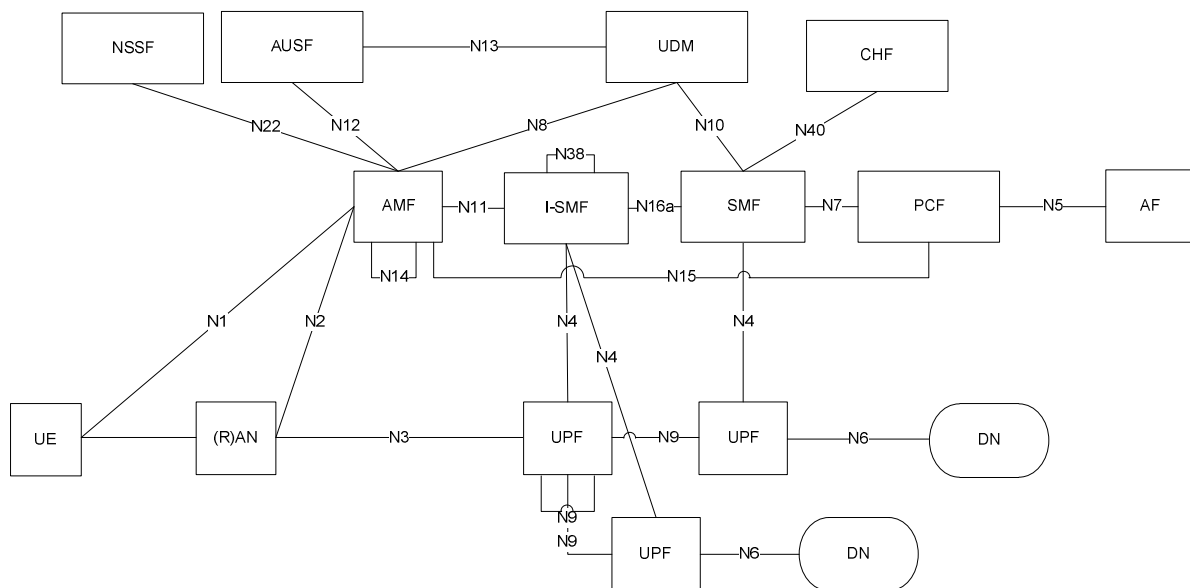 NSSF
AUSF
N13
UDM
CHF
N22
N12
N8
N10
N40
N38
AMF
N11
I-SMF
N16a
SMF
N7
PCF
N5
AF
N14
N15
N1
N2
N4
N4
N4
UE
(R)AN
N3
UPF
N9
UPF
N6
DN
N9
N9
UPF
N6
DN